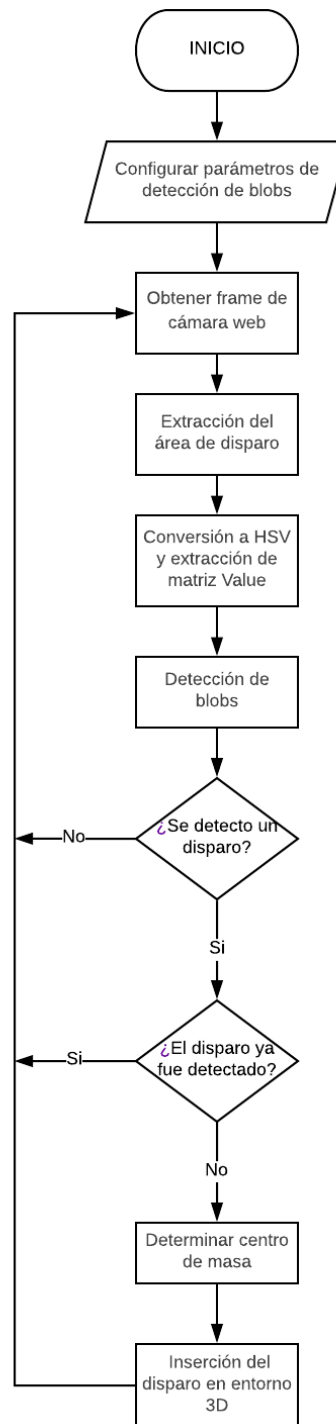 INICIO
Configurar parámetros de
detección de blobs
Obtener frame de
cámara web
Extracción del
área de disparo
Conversión a HSV
y extracción de
matriz Value
Detección de
blobs
¿Se detecto un
disparo?
No
Si
¿El disparo ya
fue detectado?
Si
No
Determinar centro
de masa
Inserción del
disparo en entorno
3D